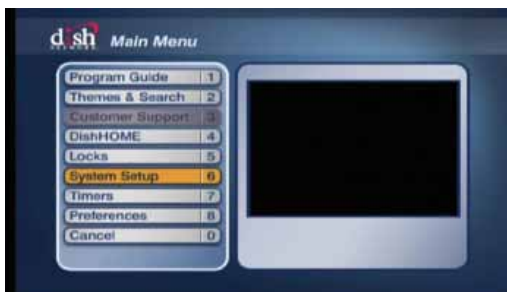 dish
NETWORK
Main Menu
Program Guide 1
Themes & Search 2
Customer Support 3
DishHOME 4
Locks 5
System Setup 6
Timers 7
Preferences 8
Cancel 0